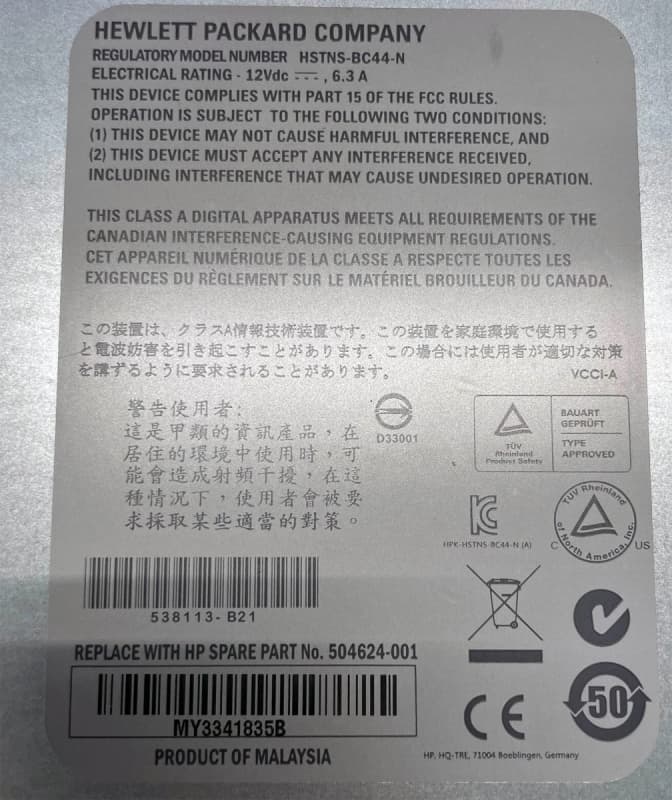 HEWLETT PACKARD COMPANY
REGULATORY MODEL NUMBER HSTNS-BC44-N
ELECTRICAL RATING - 12Vdc ⎓, 6.3 A
THIS DEVICE COMPLIES WITH PART 15 OF THE FCC RULES.
OPERATION IS SUBJECT TO THE FOLLOWING TWO CONDITIONS:
(1) THIS DEVICE MAY NOT CAUSE HARMFUL INTERFERENCE, AND
(2) THIS DEVICE MUST ACCEPT ANY INTERFERENCE RECEIVED,
INCLUDING INTERFERENCE THAT MAY CAUSE UNDESIRED OPERATION.
THIS CLASS A DIGITAL APPARATUS MEETS ALL REQUIREMENTS OF THE
CANADIAN INTERFERENCE-CAUSING EQUIPMENT REGULATIONS.
CET APPAREIL NUMÉRIQUE DE LA CLASSE A RESPECTE TOUTES LES
EXIGENCES DU RÈGLEMENT SUR LE MATÉRIEL BROUILLEUR DU CANADA.
この装置は、クラスA情報技術装置です。この装置を家庭環境で使用する
と電波妨害を引き起こすことがあります。この場合には使用者が適切な対策
を講ずるように要求されることがあります。
VCCI-A
警告使用者:
這是甲類的資訊產品，在
居住的環境中使用時，可
能會造成射頻干擾，在這
種情況下，使用者會被要
求採取某些適當的對策。
D33001
TÜV
Rheinland
Product Safety
BAUART
GEPRÜFT
TYPE
APPROVED
HPK-HSTNS-BC44-N (A)
TUV Rheinland
of North America, Inc.
C US
538113-B21
REPLACE WITH HP SPARE PART No. 504624-001
MY3341835B
PRODUCT OF MALAYSIA
CE
50
HP, HQ-TRE, 71004 Boeblingen, Germany